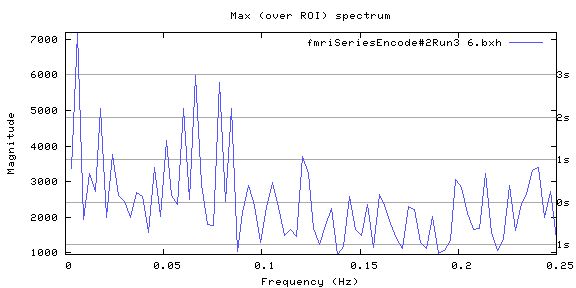 Max (over ROI) spectrum
fmriSeriesEncode#2Run3 6.bxh
7000
6000
5000
4000
3000
2000
1000
3s
2s
1s
0s
1s
Magnitude
0 0.05 0.1 0.15 0.2 0.25
Frequency (Hz)